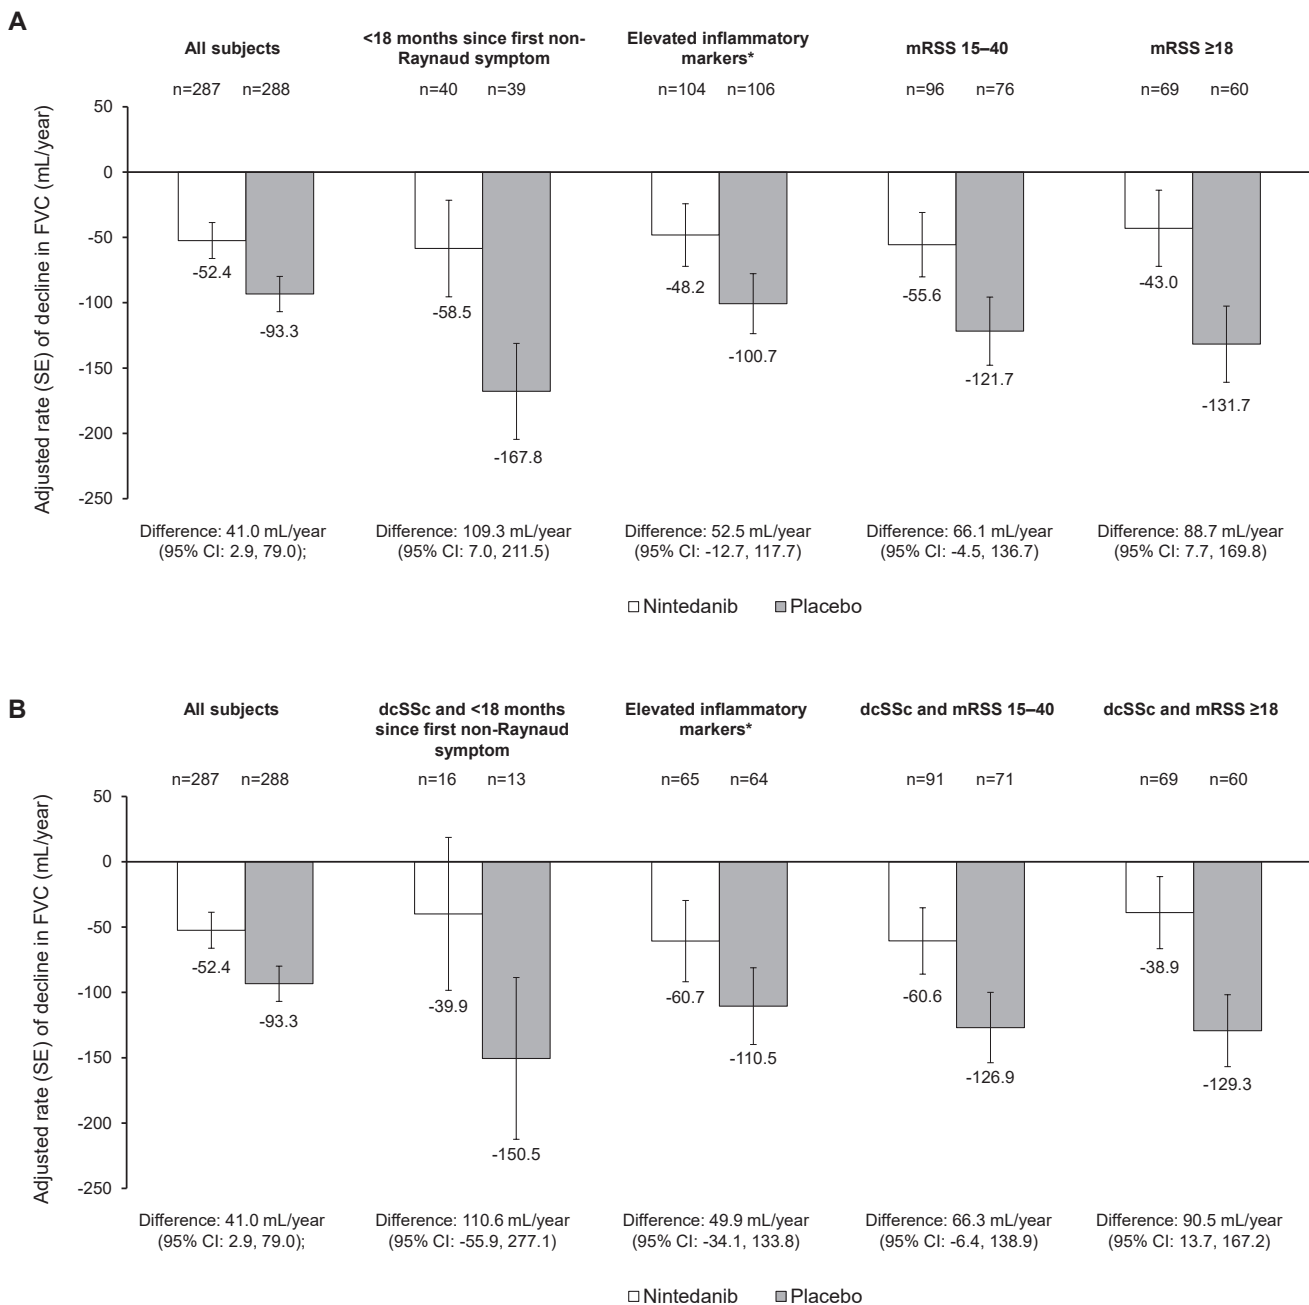 A
All subjects
<18 months since first non-
Raynaud symptom
Elevated inflammatory
markers*
mRSS 15–40
mRSS ≥18
n=287 n=288
n=40 n=39
n=104 n=106
n=96 n=76
n=69 n=60
Adjusted rate (SE) of decline in FVC (mL/year)
50
0
-50
-100
-150
-200
-250
-52.4
-93.3
-58.5
-167.8
-48.2
-100.7
-55.6
-121.7
-43.0
-131.7
Difference: 41.0 mL/year
(95% CI: 2.9, 79.0);
Difference: 109.3 mL/year
(95% CI: 7.0, 211.5)
Difference: 52.5 mL/year
(95% CI: -12.7, 117.7)
Difference: 66.1 mL/year
(95% CI: -4.5, 136.7)
Difference: 88.7 mL/year
(95% CI: 7.7, 169.8)
Nintedanib Placebo
B
All subjects
dcSSc and <18 months
since first non-Raynaud
symptom
Elevated inflammatory
markers*
dcSSc and mRSS 15–40
dcSSc and mRSS ≥18
n=287 n=288
n=16 n=13
n=65 n=64
n=91 n=71
n=69 n=60
Adjusted rate (SE) of decline in FVC (mL/year)
50
0
-50
-100
-150
-200
-250
-52.4
-93.3
-39.9
-150.5
-60.7
-110.5
-60.6
-126.9
-38.9
-129.3
Difference: 41.0 mL/year
(95% CI: 2.9, 79.0);
Difference: 110.6 mL/year
(95% CI: -55.9, 277.1)
Difference: 49.9 mL/year
(95% CI: -34.1, 133.8)
Difference: 66.3 mL/year
(95% CI: -6.4, 138.9)
Difference: 90.5 mL/year
(95% CI: 13.7, 167.2)
Nintedanib Placebo